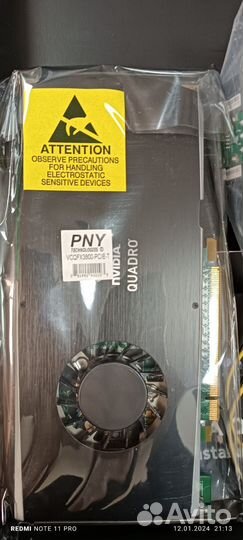 ATTENTION
OBSERVE PRECAUTIONS
FOR HANDLING
ELECTROSTATIC
SENSITIVE DEVICES
PNY
TECHNOLOGIES
VCQFX3800-PCIE-T
NVIDIA
QUADRO
REDMI NOTE 11 PRO
12.01.2024 21:13
Avito